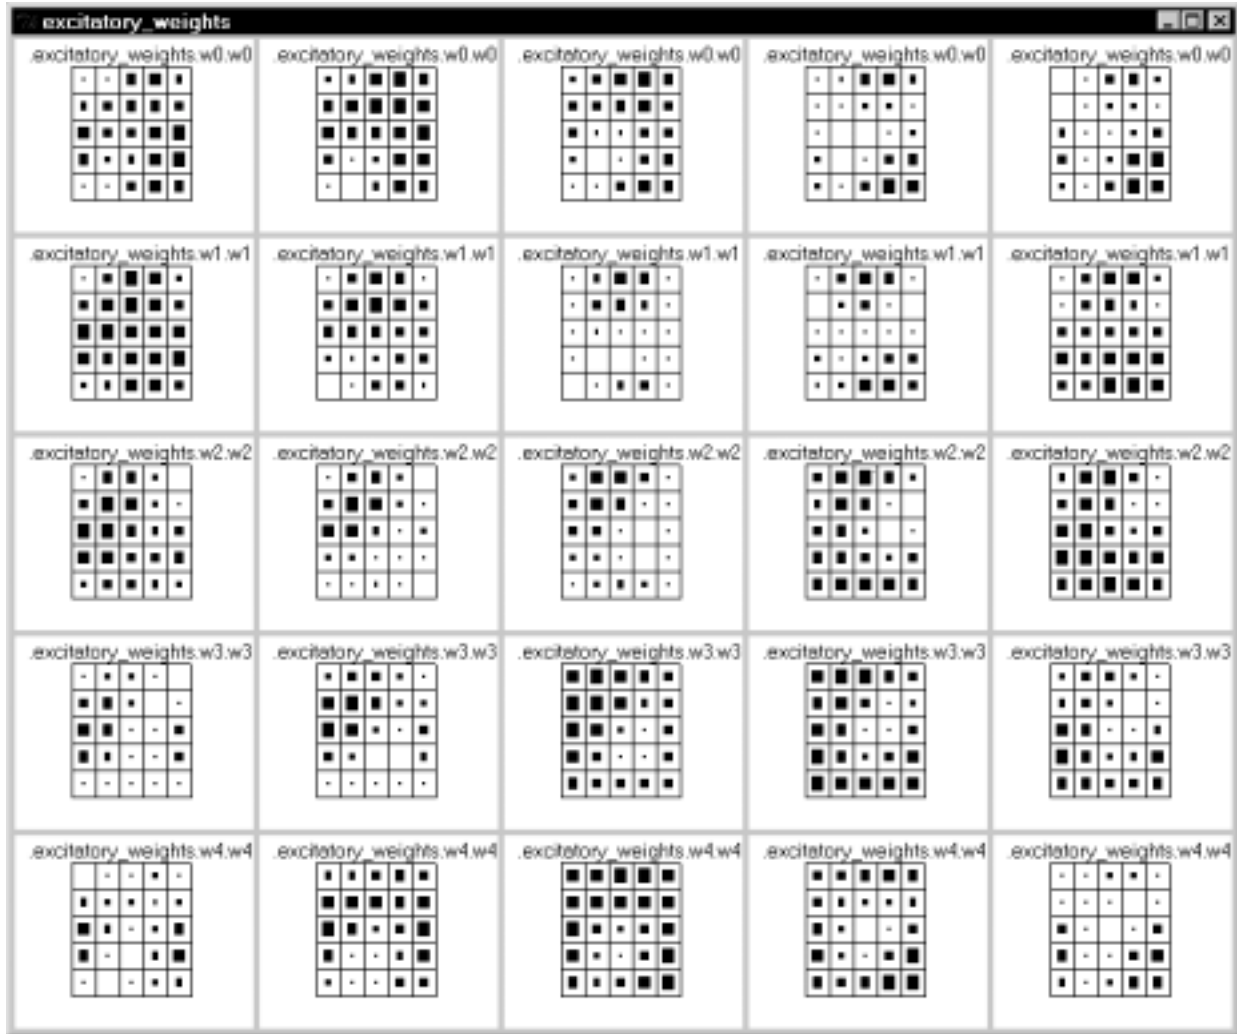 excitatory_weights
.excitatory_weights.w0.w0 .excitatory_weights.w0.w0 .excitatory_weights.w0.w0 .excitatory_weights.w0.w0 .excitatory_weights.w0.w0
.excitatory_weights.w1.w1 .excitatory_weights.w1.w1 .excitatory_weights.w1.w1 .excitatory_weights.w1.w1 .excitatory_weights.w1.w1
.excitatory_weights.w2.w2 .excitatory_weights.w2.w2 .excitatory_weights.w2.w2 .excitatory_weights.w2.w2 .excitatory_weights.w2.w2
.excitatory_weights.w3.w3 .excitatory_weights.w3.w3 .excitatory_weights.w3.w3 .excitatory_weights.w3.w3 .excitatory_weights.w3.w3
.excitatory_weights.w4.w4 .excitatory_weights.w4.w4 .excitatory_weights.w4.w4 .excitatory_weights.w4.w4 .excitatory_weights.w4.w4